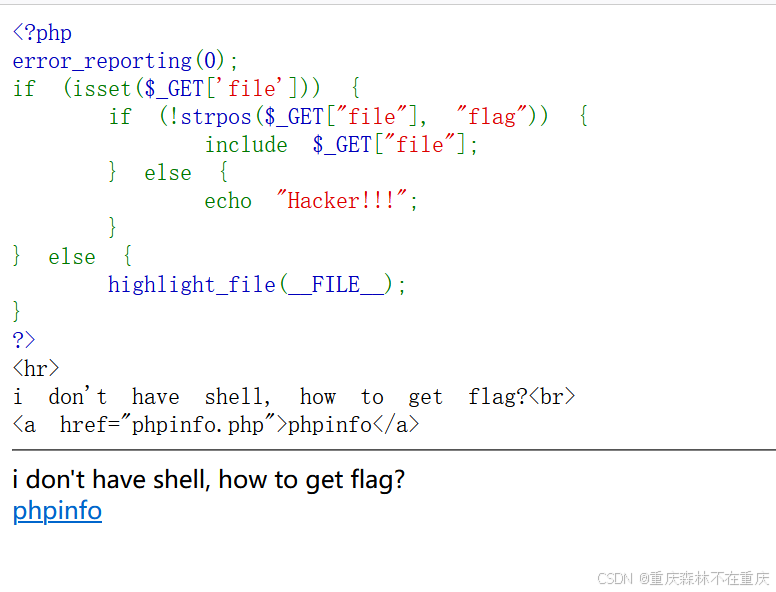 <?php
error_reporting(0);
if (isset($_GET['file'])) {
if (!strpos($_GET["file"], "flag")) {
include $_GET["file"];
} else {
echo "Hacker!!!";
}
} else {
highlight_file(__FILE__);
}
?>
<hr>
i don't have shell, how to get flag?<br>
<a href="phpinfo.php">phpinfo</a>
i don't have shell, how to get flag?
phpinfo
CSDN @重庆森林不在重庆